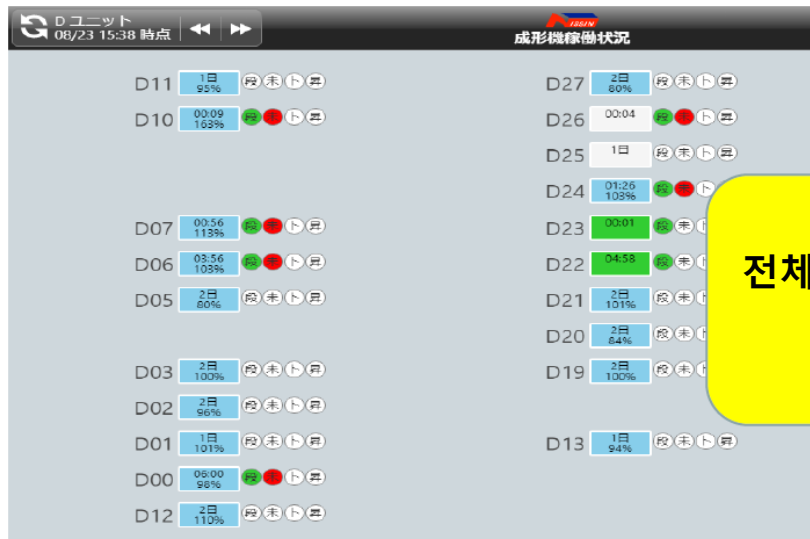 Dユニット
08/23 15:38 時点
NISSIN
成形機稼働状況
D11 1日 95% 段 未 ト 昇
D10 00:09 163% 段 未 ト 昇
D07 00:56 113% 段 未 ト 昇
D06 03:56 103% 段 未 ト 昇
D05 2日 80% 段 未 ト 昇
D03 2日 100% 段 未 ト 昇
D02 2日 96% 段 未 ト 昇
D01 1日 101% 段 未 ト 昇
D00 06:00 98% 段 未 ト 昇
D12 2日 110% 段 未 ト 昇
D27 2日 80% 段 未 ト 昇
D26 00:04 段 未 ト 昇
D25 1日 段 未 ト 昇
D24 01:26 103% 段 未 ト
D23 00:01 段 未
D22 04:58 段 未
D21 2日 101% 段 未
D20 2日 84% 段 未
D19 2日 100% 段 未
D13 1日 94% 段 未 ト 昇
전체